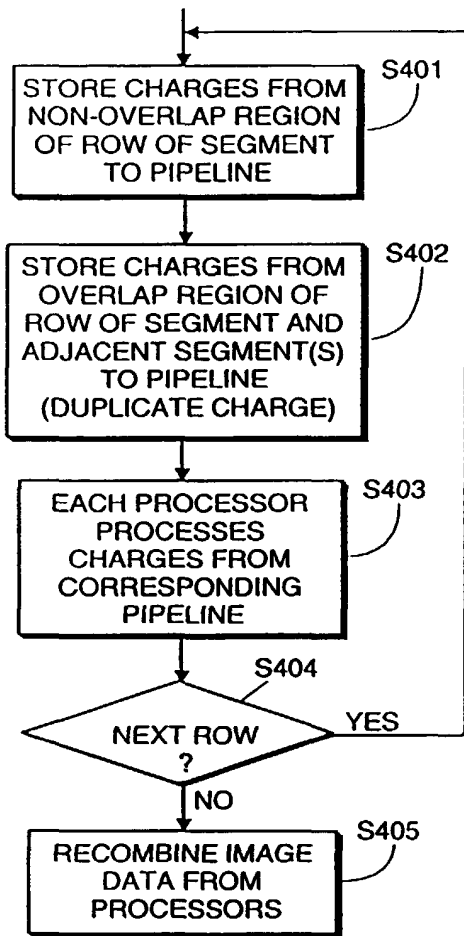 S401
STORE CHARGES FROM
NON-OVERLAP REGION
OF ROW OF SEGMENT
TO PIPELINE
S402
STORE CHARGES FROM
OVERLAP REGION OF
ROW OF SEGMENT AND
ADJACENT SEGMENT(S)
TO PIPELINE
(DUPLICATE CHARGE)
S403
EACH PROCESSOR
PROCESSES
CHARGES FROM
CORRESPONDING
PIPELINE
S404
NEXT ROW
?
YES
NO
S405
RECOMBINE IMAGE
DATA FROM
PROCESSORS